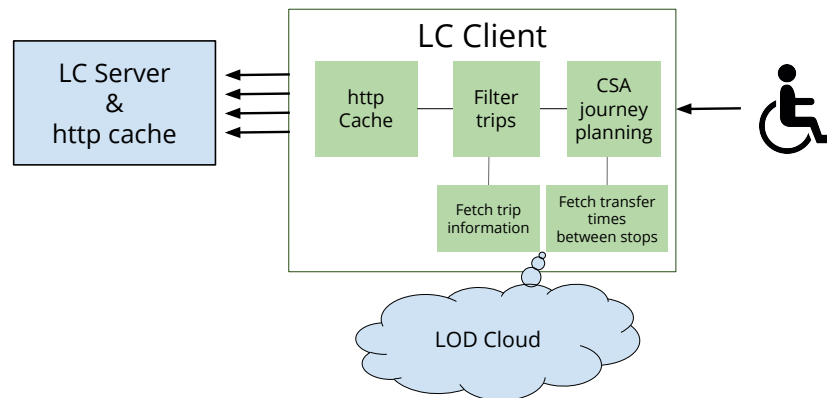 LC Client
LC Server
&
http cache
http
Cache
Filter
trips
CSA
journey
planning
Fetch trip
information
Fetch transfer
times
between stops
LOD Cloud